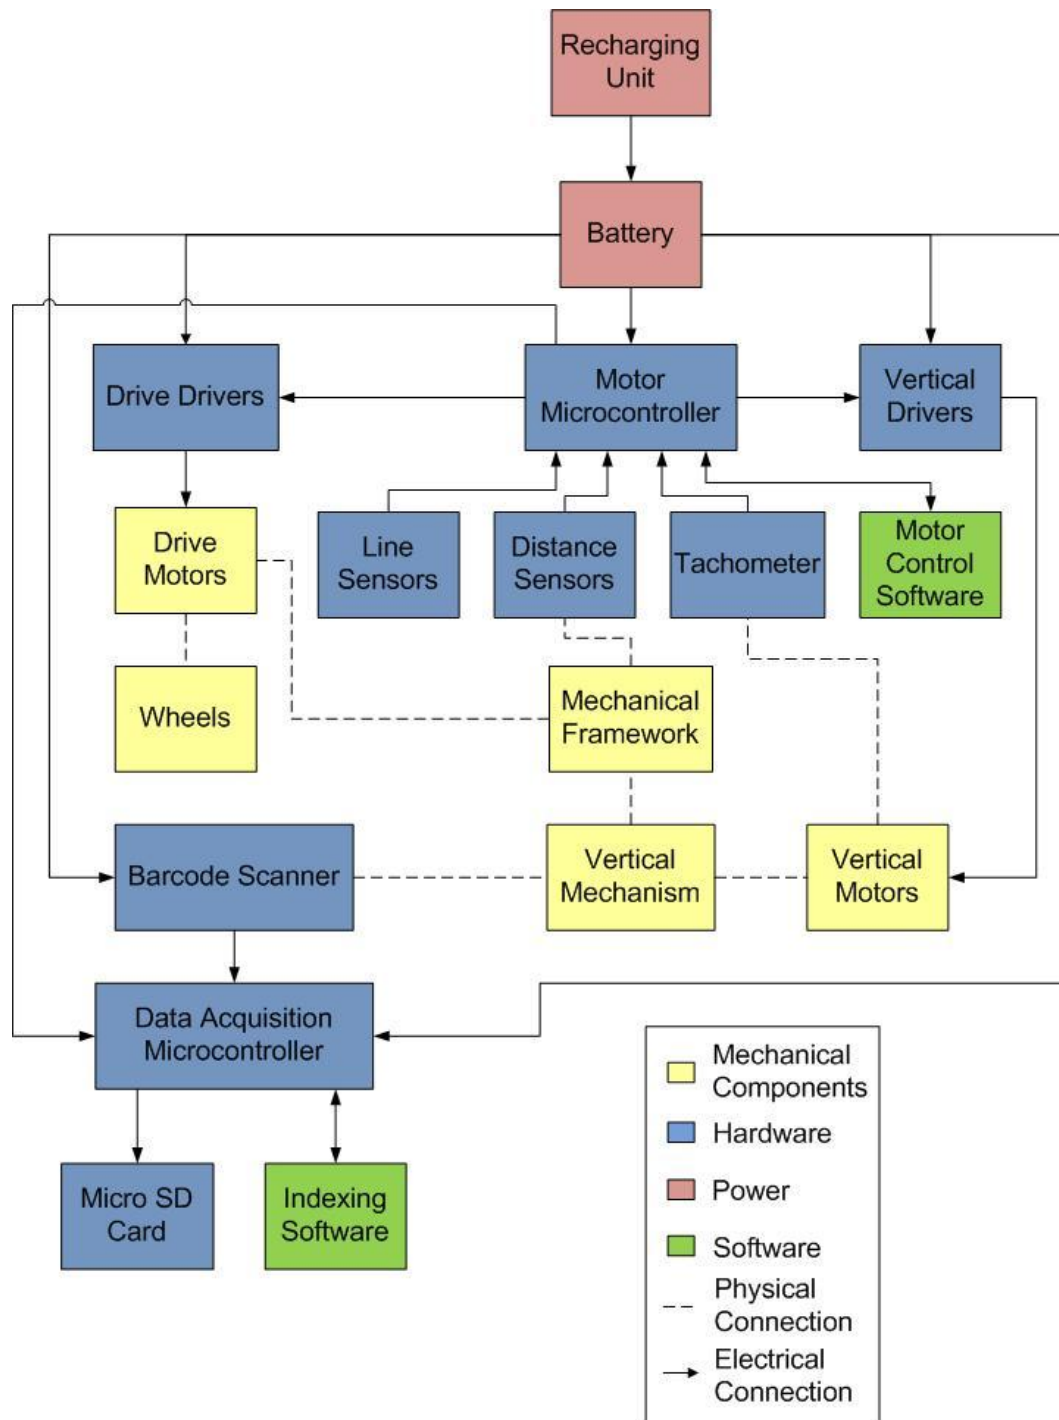 Recharging
Unit
Battery
Drive Drivers
Motor
Microcontroller
Vertical
Drivers
Drive
Motors
Line
Sensors
Distance
Sensors
Tachometer
Motor
Control
Software
Wheels
Mechanical
Framework
Barcode Scanner
Vertical
Mechanism
Vertical
Motors
Data Acquisition
Microcontroller
Micro SD
Card
Indexing
Software
Mechanical
Components
Hardware
Power
Software
Physical
Connection
Electrical
Connection